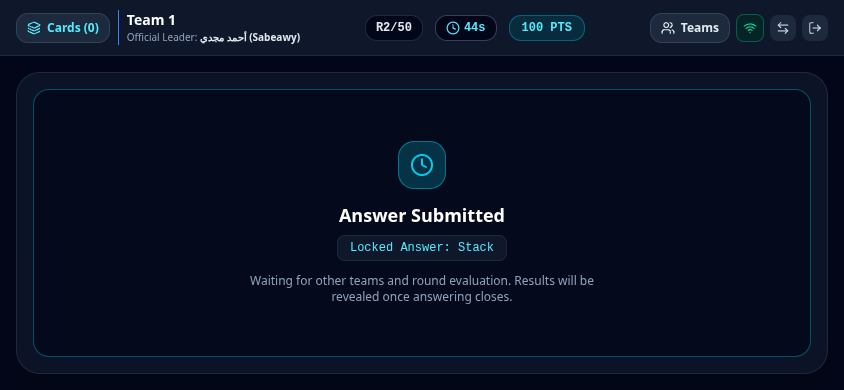 Cards (0)
Team 1
Official Leader: أحمد مجدي (Sabeawy)
R2/50
44s
100 PTS
Teams
Answer Submitted
Locked Answer: Stack
Waiting for other teams and round evaluation. Results will be
revealed once answering closes.